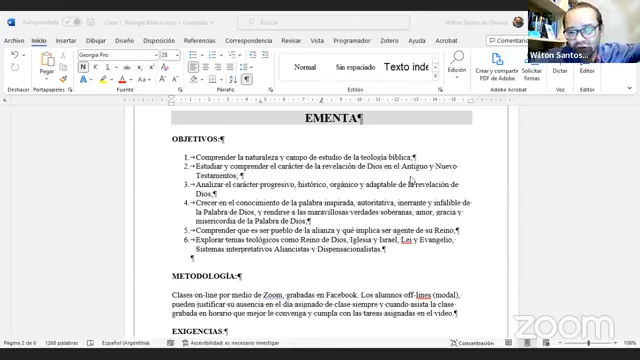 Autoguardado
Clase 1, Teología Bíblica.docx
Guardado
Buscar
Wilton Santos de Oliveira
Archivo Inicio Insertar Dibujar Diseño Disposición Referencias Correspondencia Revisar Vista Programador Zotero Ayuda Acrobat
Comentarios
Pegar
Georgia Pro
28
Normal
Sin espaciado
Texto inde
Edición
Crear y compartir PDF de Adobe
Solicitar firmas
Dictar
Editor
Deshacer
Portapapeles
Fuente
Párrafo
Estilos
Adobe Acrobat
Voz
Editor
Wilton Santos...
EMENTA¶
OBJETIVOS:¶
1.→Comprender la naturaleza y campo de estudio de la teología bíblica;¶
2.→Estudiar y comprender el carácter de la revelación de Dios en el Antiguo y Nuevo
Testamentos; ¶
3.→Analizar el carácter progresivo, histórico, orgánico y adaptable de la revelación de
Dios,¶
4.→Crecer en el conocimiento de la palabra inspirada, autoritativa, inerrante y infalible
de la Palabra de Dios, y rendirse a las maravillosas verdades soberanas, amor, gracia y
misericordia de la Palabra de Dios,¶
5.→Comprender que es ser pueblo de la alianza y qué implica ser agente de su Reino,¶
6.→Explorar temas teológicos como Reino de Dios, Iglesia y Israel, Lei y Evangelio,
Sistemas interpretativos Aliancistas y Dispensacionalistas.¶
¶
METODOLOGÍA:¶
Clases on-line por medio de Zoom, grabadas en Facebook. Los alumnos off-lines (modal),
pueden justificar su ausencia en el día asignado de clase siempre y cuando asista la clase
grabada en horario que mejor le convenga y cumpla con las tareas asignadas en el video.¶
EXIGENCIAS:¶
Página 2 de 6
1268 palabras
Español (Argentina)
Accesibilidad: es necesario investigar
Concentración
108%
zoom